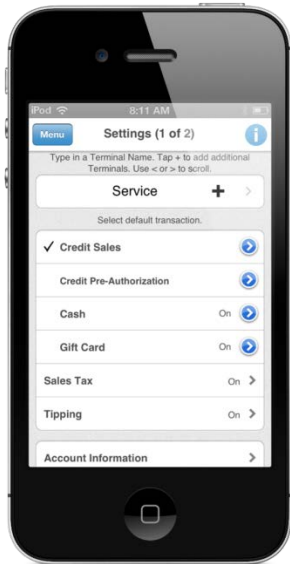 iPod 8:11 AM
Menu Settings (1 of 2) i
Type in a Terminal Name. Tap + to add additional
Terminals. Use < or > to scroll.
Service + >
Select default transaction.
✓ Credit Sales
Credit Pre-Authorization
Cash On
Gift Card On
Sales Tax On >
Tipping On >
Account Information >